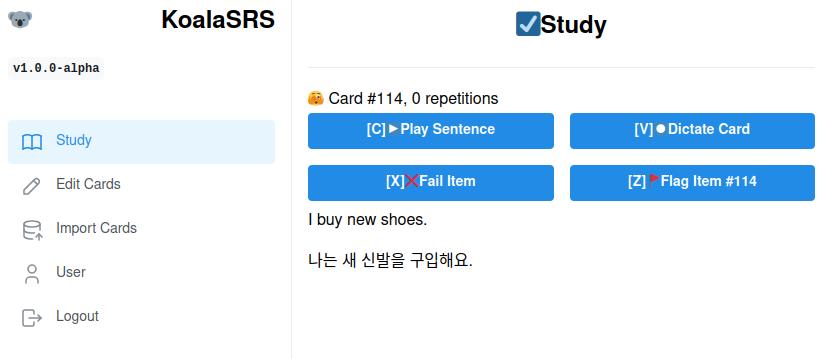 KoalaSRS
v1.0.0-alpha
Study
Edit Cards
Import Cards
User
Logout
Study
Card #114, 0 repetitions
[C] Play Sentence
[V] Dictate Card
[X] Fail Item
[Z] Flag Item #114
I buy new shoes.
나는 새 신발을 구입해요.